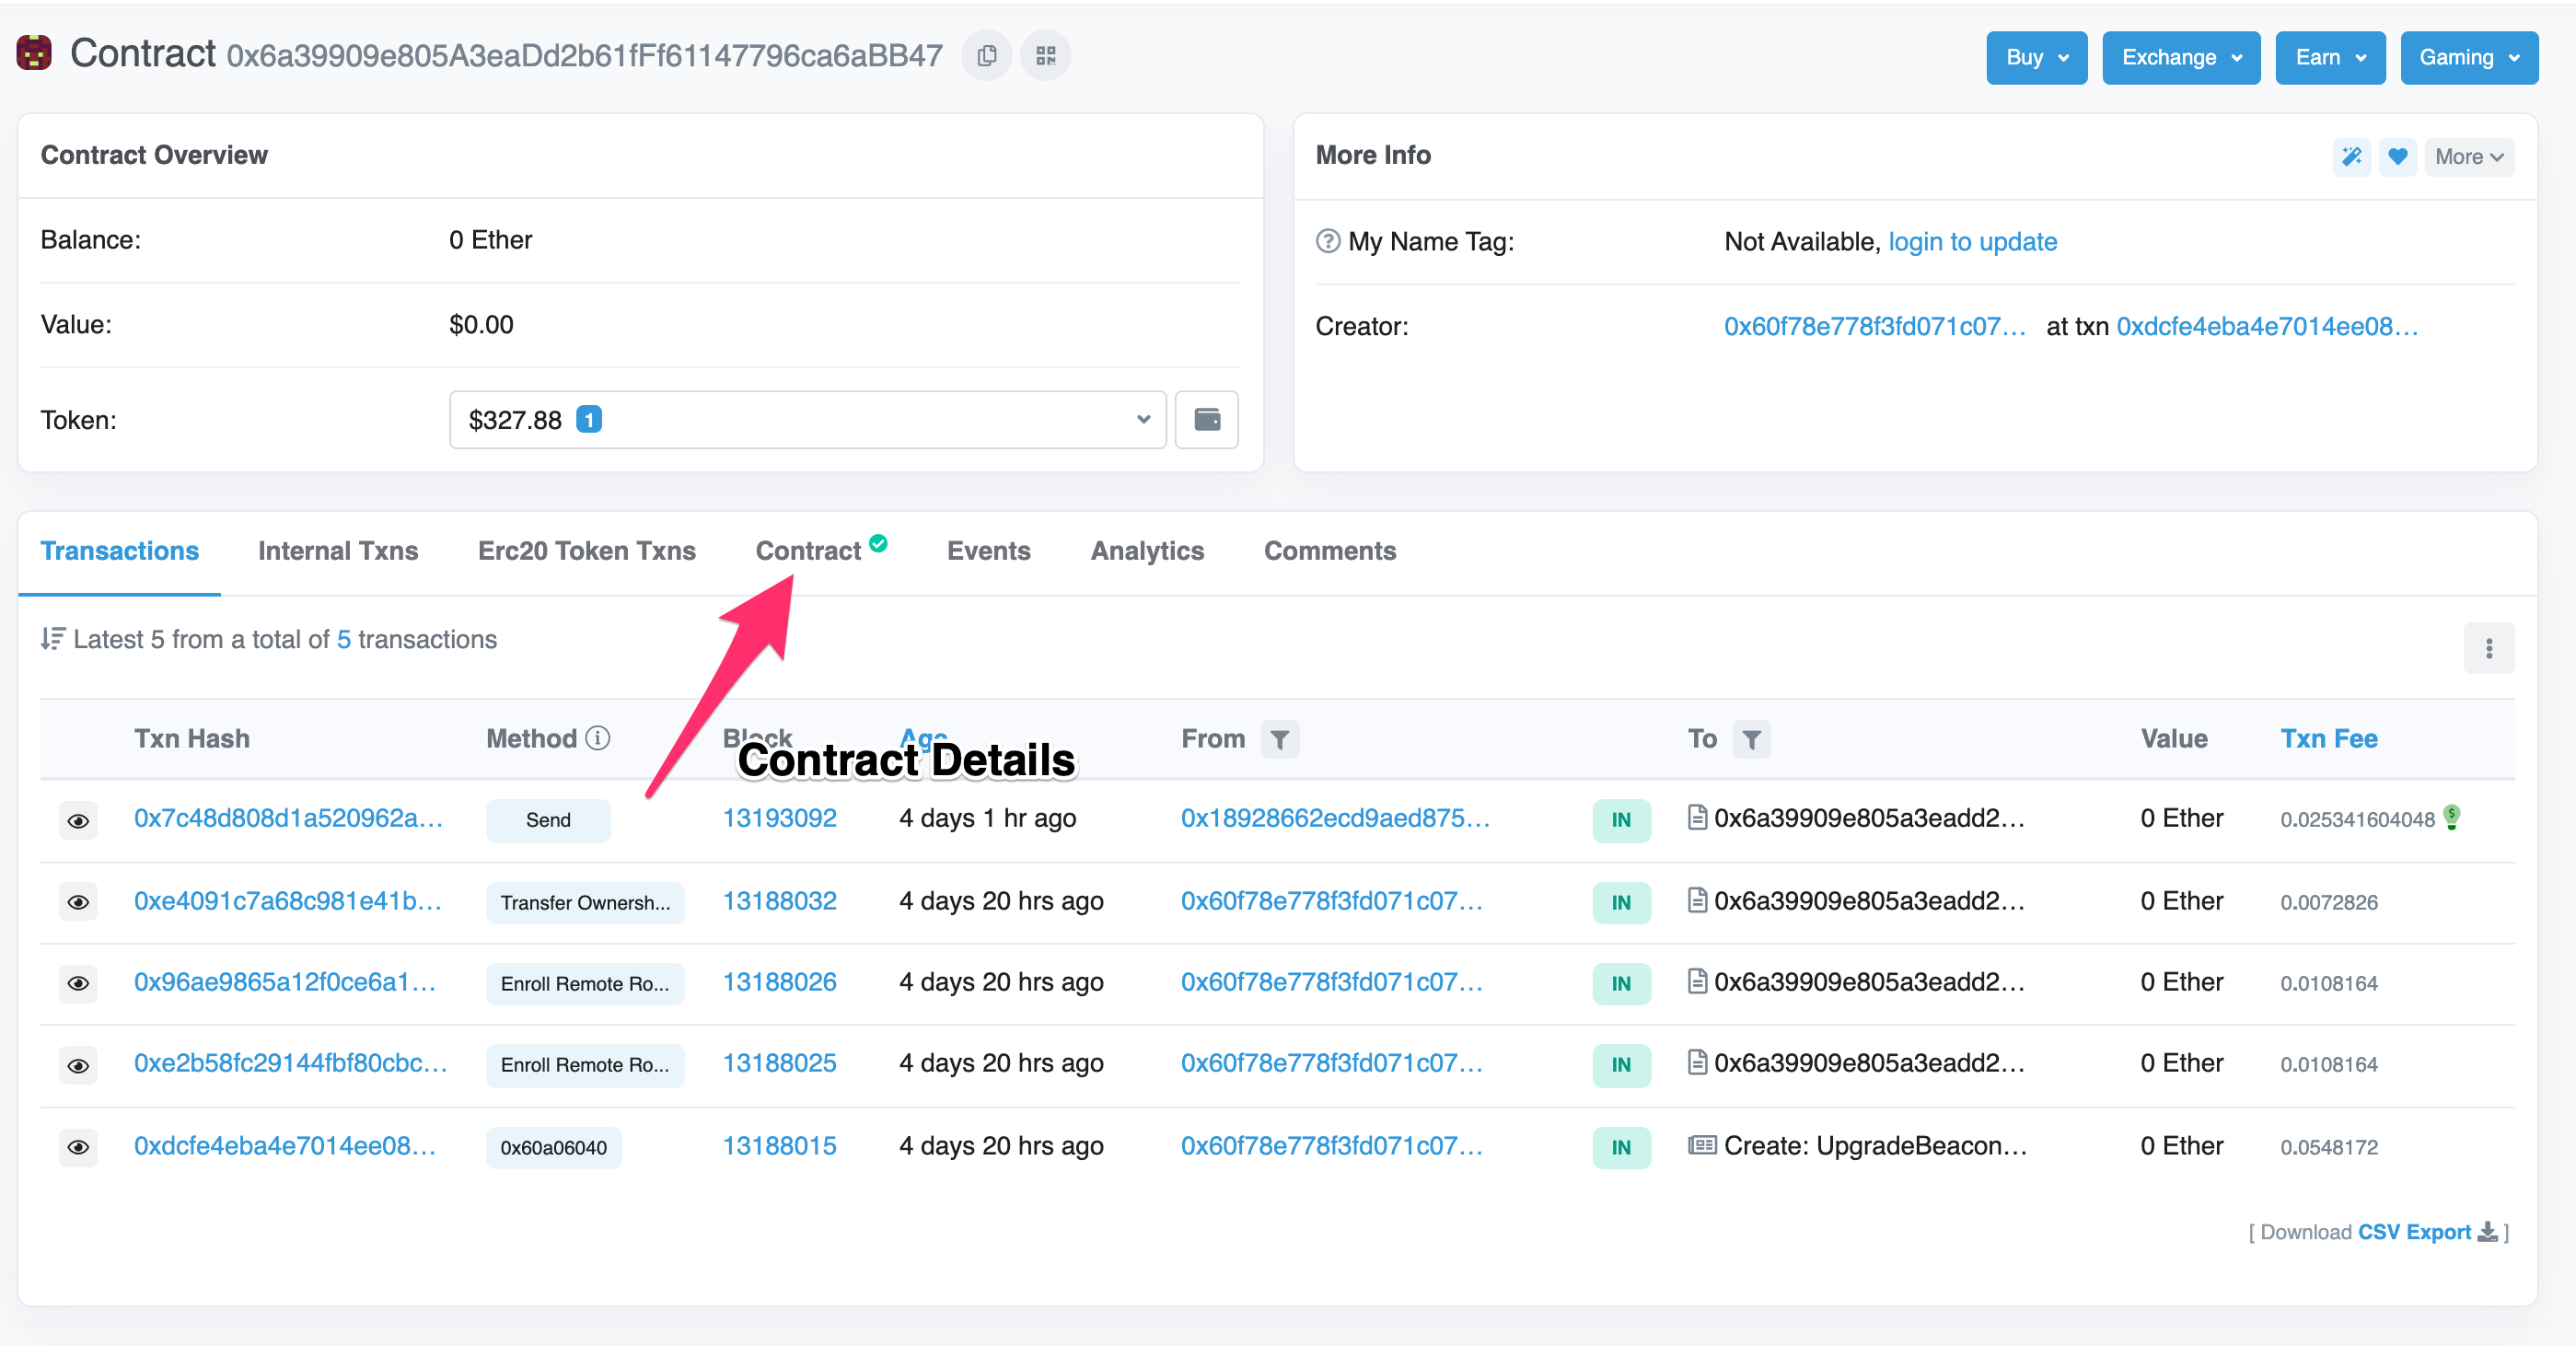 Contract 0x6a39909e805A3eaDd2b61fFf61147796ca6aBB47
Buy
Exchange
Earn
Gaming
Contract Overview
Balance: 0 Ether
Value: $0.00
Token: $327.88 1
More Info
More
My Name Tag: Not Available, login to update
Creator: 0x60f78e778f3fd071c07... at txn 0xdcfe4eba4e7014ee08...
Transactions Internal Txns Erc20 Token Txns Contract Events Analytics Comments
Latest 5 from a total of 5 transactions
Txn Hash Method Block Ago From To Value Txn Fee
Contract Details
0x7c48d808d1a520962a... Send 13193092 4 days 1 hr ago 0x18928662ecd9aed875... IN 0x6a39909e805a3eadd2... 0 Ether 0.025341604048
0xe4091c7a68c981e41b... Transfer Ownersh... 13188032 4 days 20 hrs ago 0x60f78e778f3fd071c07... IN 0x6a39909e805a3eadd2... 0 Ether 0.0072826
0x96ae9865a12f0ce6a1... Enroll Remote Ro... 13188026 4 days 20 hrs ago 0x60f78e778f3fd071c07... IN 0x6a39909e805a3eadd2... 0 Ether 0.0108164
0xe2b58fc29144fbf80cbc... Enroll Remote Ro... 13188025 4 days 20 hrs ago 0x60f78e778f3fd071c07... IN 0x6a39909e805a3eadd2... 0 Ether 0.0108164
0xdcfe4eba4e7014ee08... 0x60a06040 13188015 4 days 20 hrs ago 0x60f78e778f3fd071c07... IN Create: UpgradeBeacon... 0 Ether 0.0548172
[ Download CSV Export ]